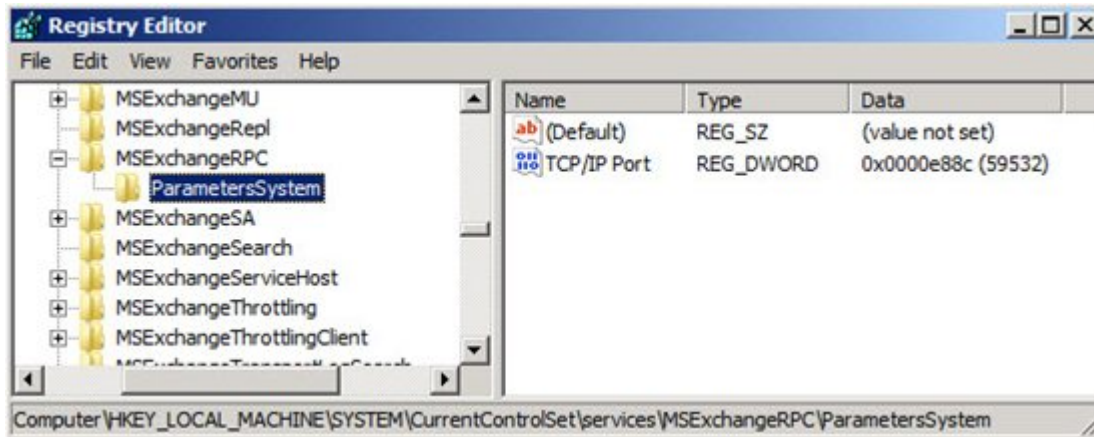 Registry Editor
File Edit View Favorites Help
MSExchangeMU
MSExchangeRepl
MSExchangeRPC
ParametersSystem
MSExchangeSA
MSExchangeSearch
MSExchangeServiceHost
MSExchangeThrottling
MSExchangeThrottlingClient
MSExchangeTransportLogSearch
Name Type Data
(Default) REG_SZ (value not set)
TCP/IP Port REG_DWORD 0x0000e88c (59532)
Computer\HKEY_LOCAL_MACHINE\SYSTEM\CurrentControlSet\services\MSExchangeRPC\ParametersSystem